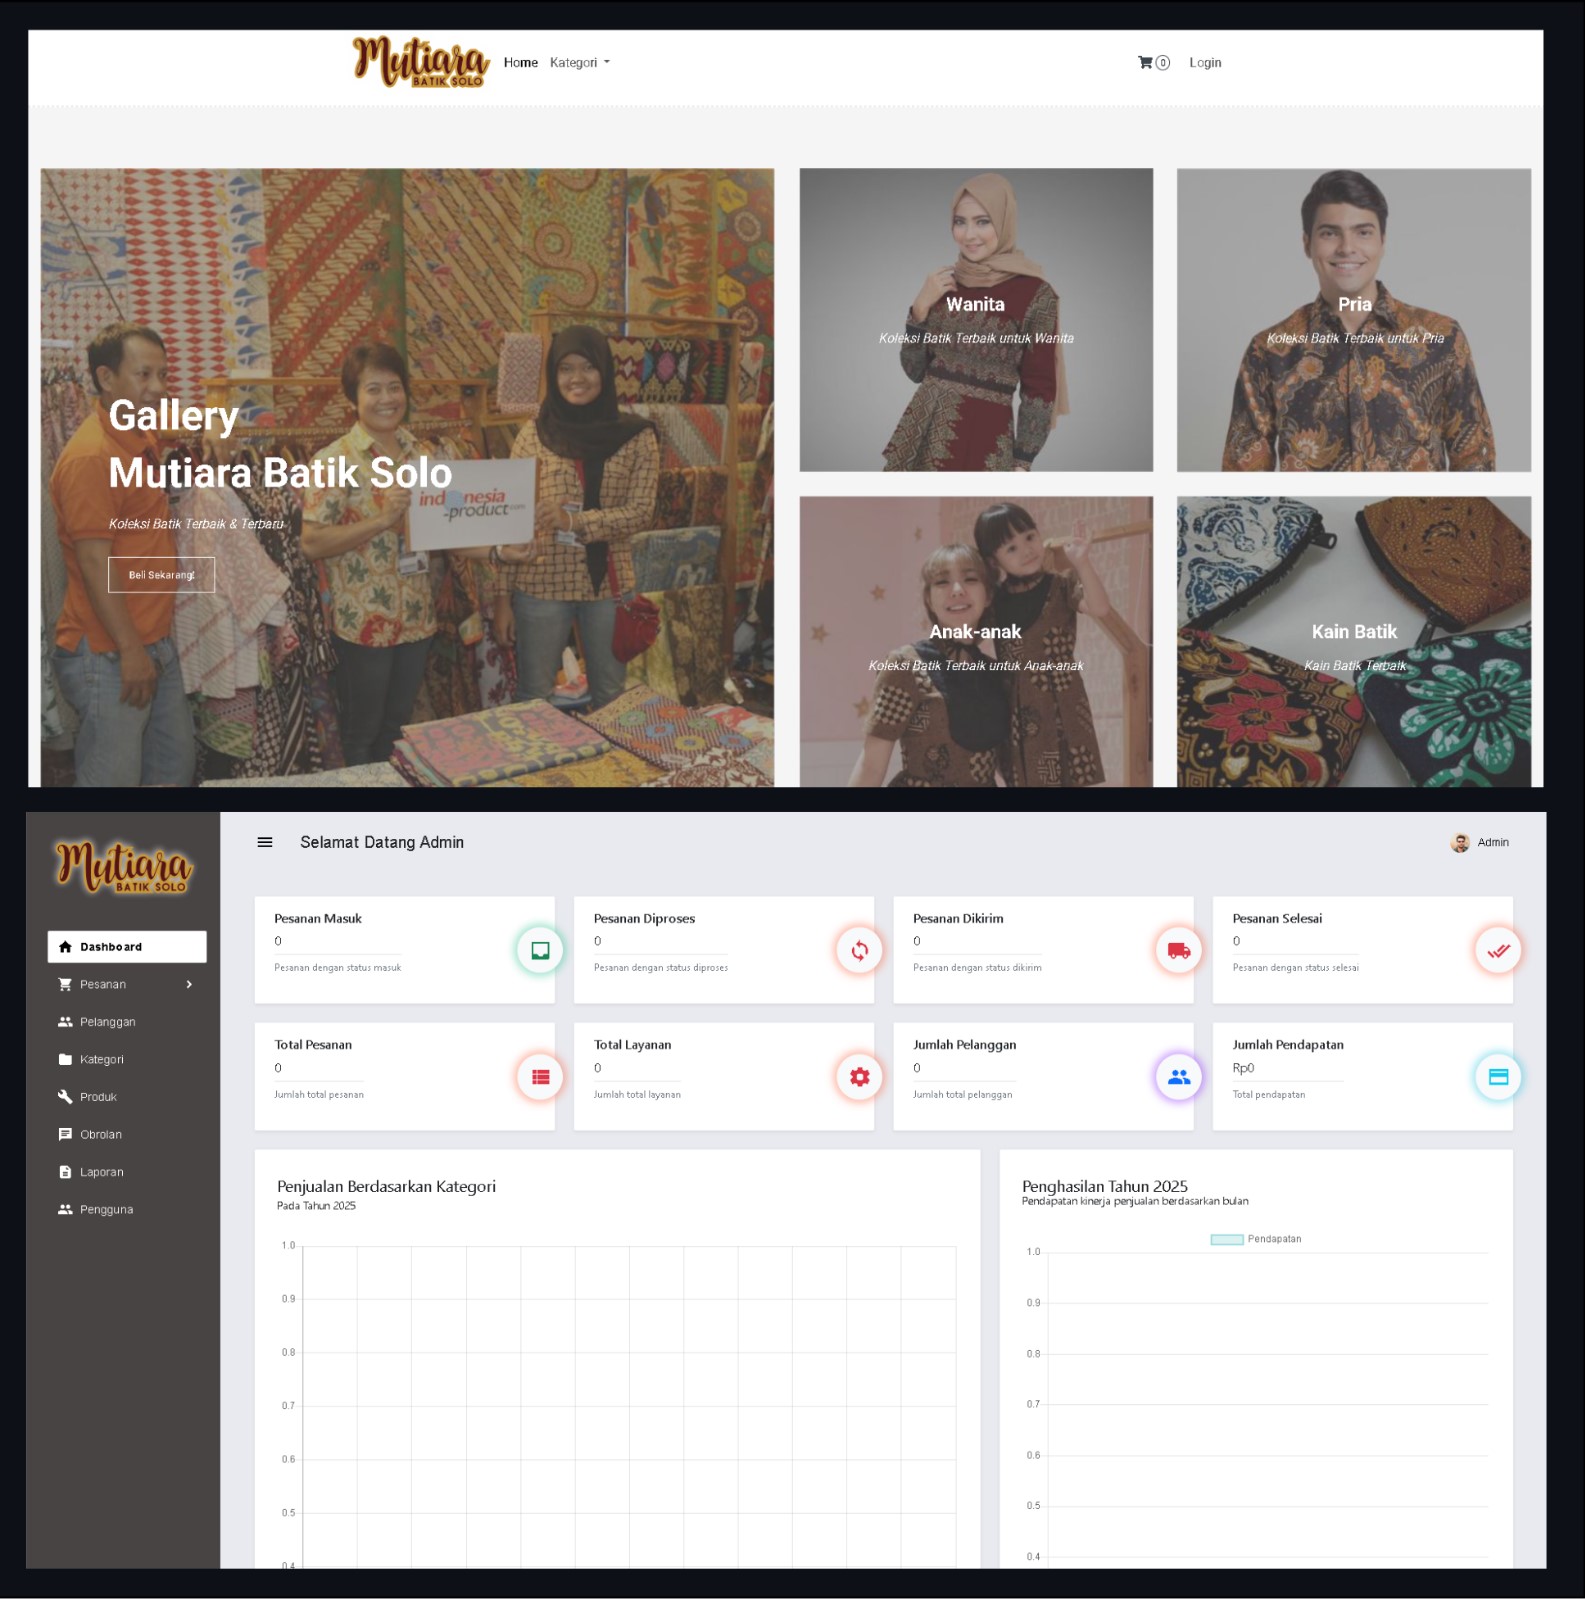 Mutiara
BATIK SOLO
Home
Kategori
0
Login
Gallery
Mutiara Batik Solo
Koleksi Batik Terbaik & Terbaru
Beli Sekarang!
indonesia
-product.com
Wanita
Koleksi Batik Terbaik untuk Wanita
Pria
Koleksi Batik Terbaik untuk Pria
Anak-anak
Koleksi Batik Terbaik untuk Anak-anak
Kain Batik
Kain Batik Terbaik
Mutiara
BATIK SOLO
Dashboard
Pesanan
Pelanggan
Kategori
Produk
Obrolan
Laporan
Pengguna
Selamat Datang Admin
Admin
Pesanan Masuk
0
Pesanan dengan status masuk
Pesanan Diproses
0
Pesanan dengan status diproses
Pesanan Dikirim
0
Pesanan dengan status dikirim
Pesanan Selesai
0
Pesanan dengan status selesai
Total Pesanan
0
Jumlah total pesanan
Total Layanan
0
Jumlah total layanan
Jumlah Pelanggan
0
Jumlah total pelanggan
Jumlah Pendapatan
Rp0
Total pendapatan
Penjualan Berdasarkan Kategori
Pada Tahun 2025
1.0
0.9
0.8
0.7
0.6
0.5
0.4
Penghasilan Tahun 2025
Pendapatan kinerja penjualan berdasarkan bulan
Pendapatan
1.0
0.9
0.8
0.7
0.6
0.5
0.4